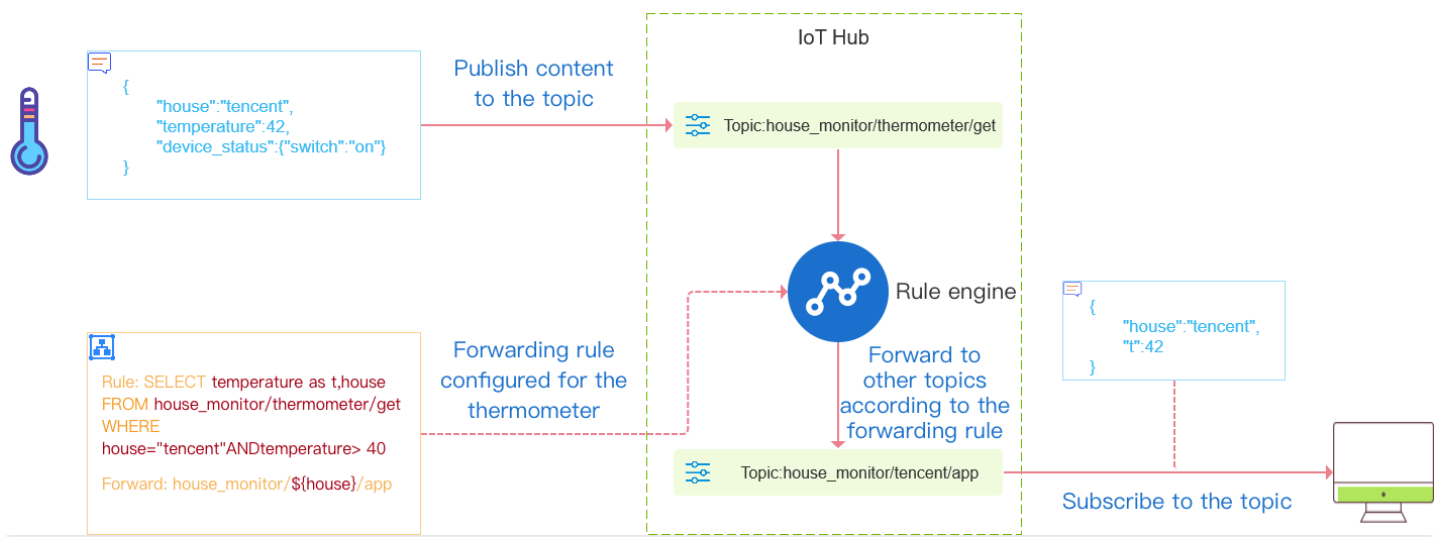 IoT Hub
{
"house":"tencent",
"temperature":42,
"device_status":{"switch":"on"}
}
Publish content
to the topic
Topic:house_monitor/thermometer/get
Rule engine
Rule: SELECT temperature as t,house
FROM house_monitor/thermometer/get
WHERE
house="tencent"ANDtemperature> 40
Forward: house_monitor/${house}/app
Forwarding rule
configured for the
thermometer
Forward to
other topics
according to the
forwarding rule
Topic:house_monitor/tencent/app
{
"house":"tencent",
"t":42
}
Subscribe to the topic